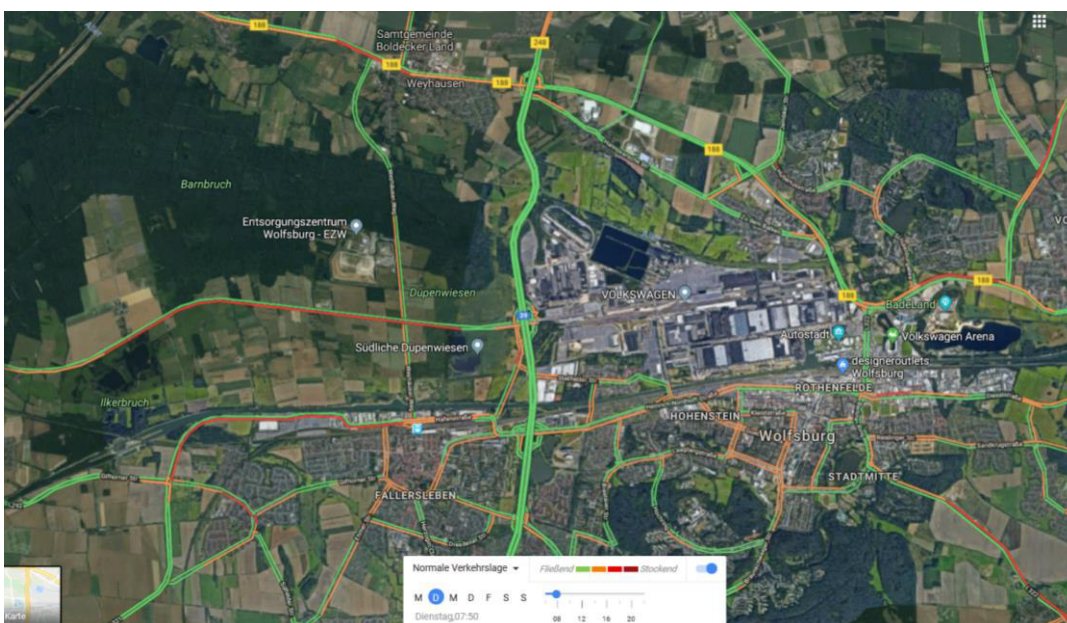 188
248
Samtgemeinde
Boldecker Land
188
Weyhausen
188
188
Barnbruch
Entsorgungszentrum
Wolfsburg - EZW
Düpenwiesen
VOLKSWAGEN
188
188
BadeLand
39
Autostadt
Volkswagen Arena
Südliche Düpenwiesen
designeroutlets
Wolfsburg
Ilkerbruch
ROTHENFELDE
HOHENSTEIN
Wolfsburg
STADTMITTE
FALLERSLEBEN
Karte
Normale Verkehrslage
Fließend
Stockend
M D M D F S S
Dienstag,07:50
08 12 16 20